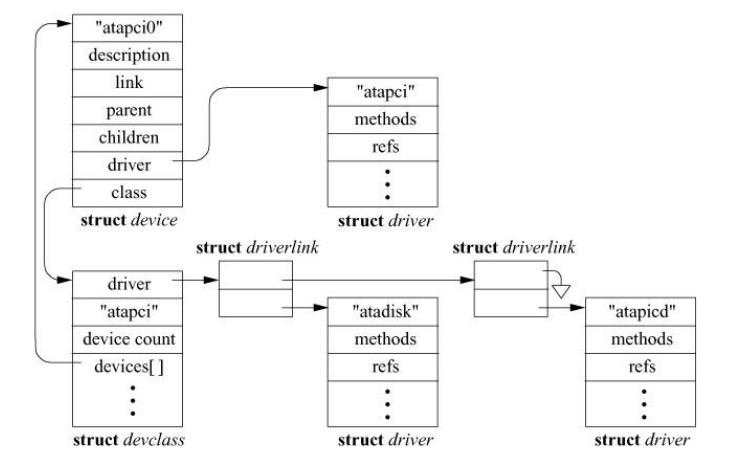 "atapci0"
description
link
parent
children
driver
class
struct device
"atapci"
methods
refs
struct driver
struct driverlink
struct driverlink
driver
"atapci"
device count
devices[ ]
struct devclass
"atadisk"
methods
refs
struct driver
"atapicd"
methods
refs
struct driver